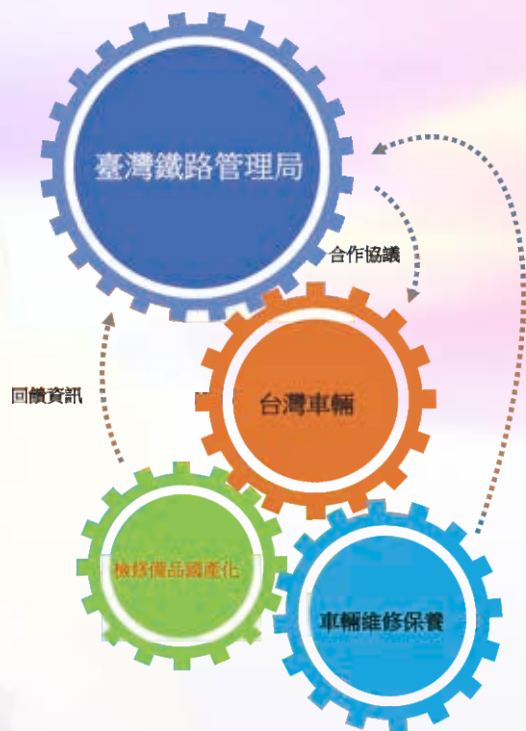 臺灣鐵路管理局
合作協議
回饋資訊
台灣車輛
檢修備品國產化
車輛維修保養